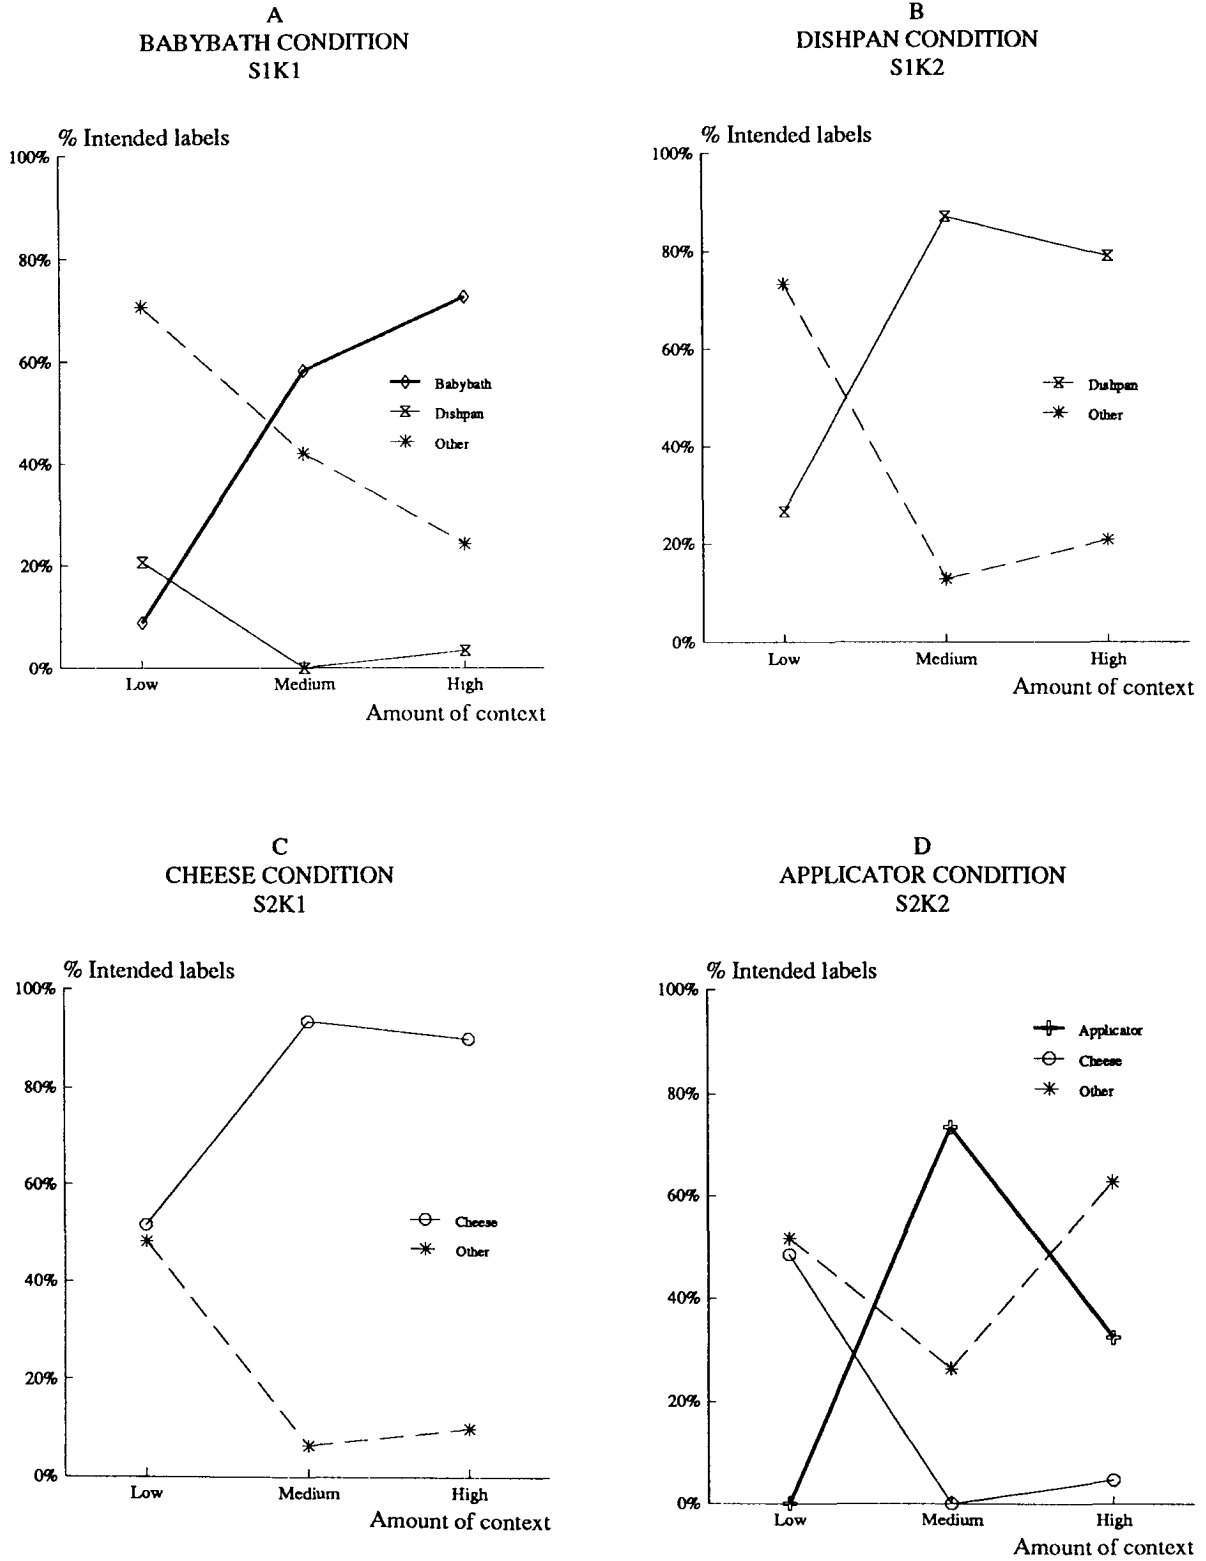 A
BABYBATH CONDITION
S1K1
% Intended labels
100%
80%
60%
40%
20%
0%
Babybath
Dishpan
Other
Low Medium High
Amount of context
B
DISHPAN CONDITION
S1K2
% Intended labels
100%
80%
60%
40%
20%
0%
Dishpan
Other
Low Medium High
Amount of context
C
CHEESE CONDITION
S2K1
% Intended labels
100%
80%
60%
40%
20%
0%
Cheese
Other
Low Medium High
Amount of context
D
APPLICATOR CONDITION
S2K2
% Intended labels
100%
80%
60%
40%
20%
0%
Applicator
Cheese
Other
Low Medium High
Amount of context